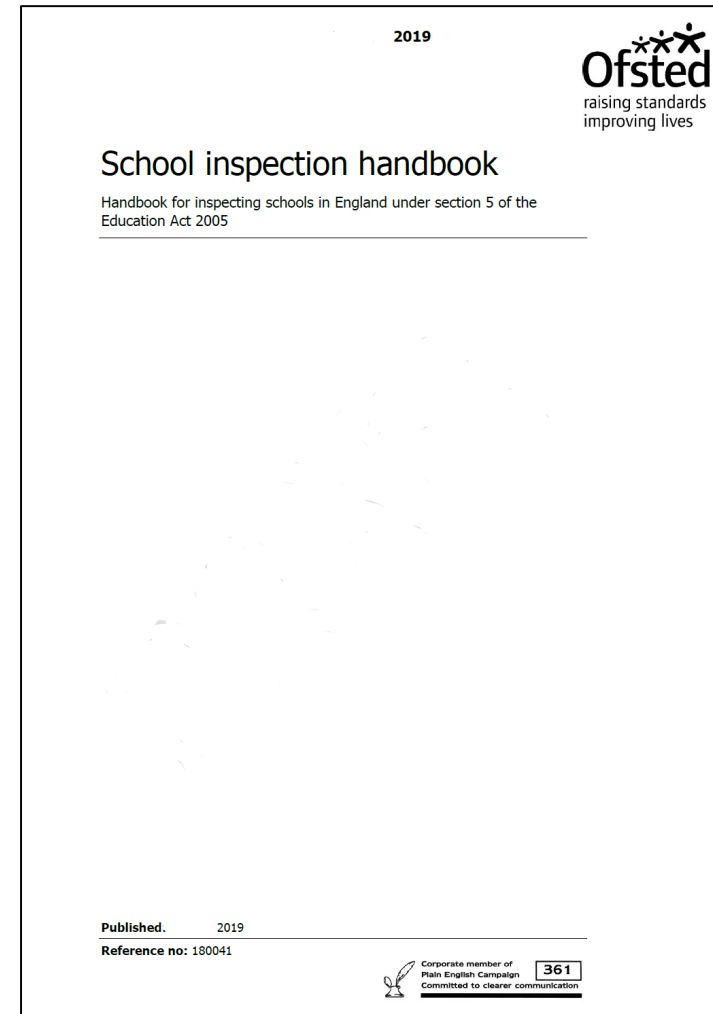 2019
Ofsted
raising standards
improving lives
School inspection handbook
Handbook for inspecting schools in England under section 5 of the
Education Act 2005
Published. 2019
Reference no: 180041
Corporate member of
Plain English Campaign
Committed to clearer communication
361